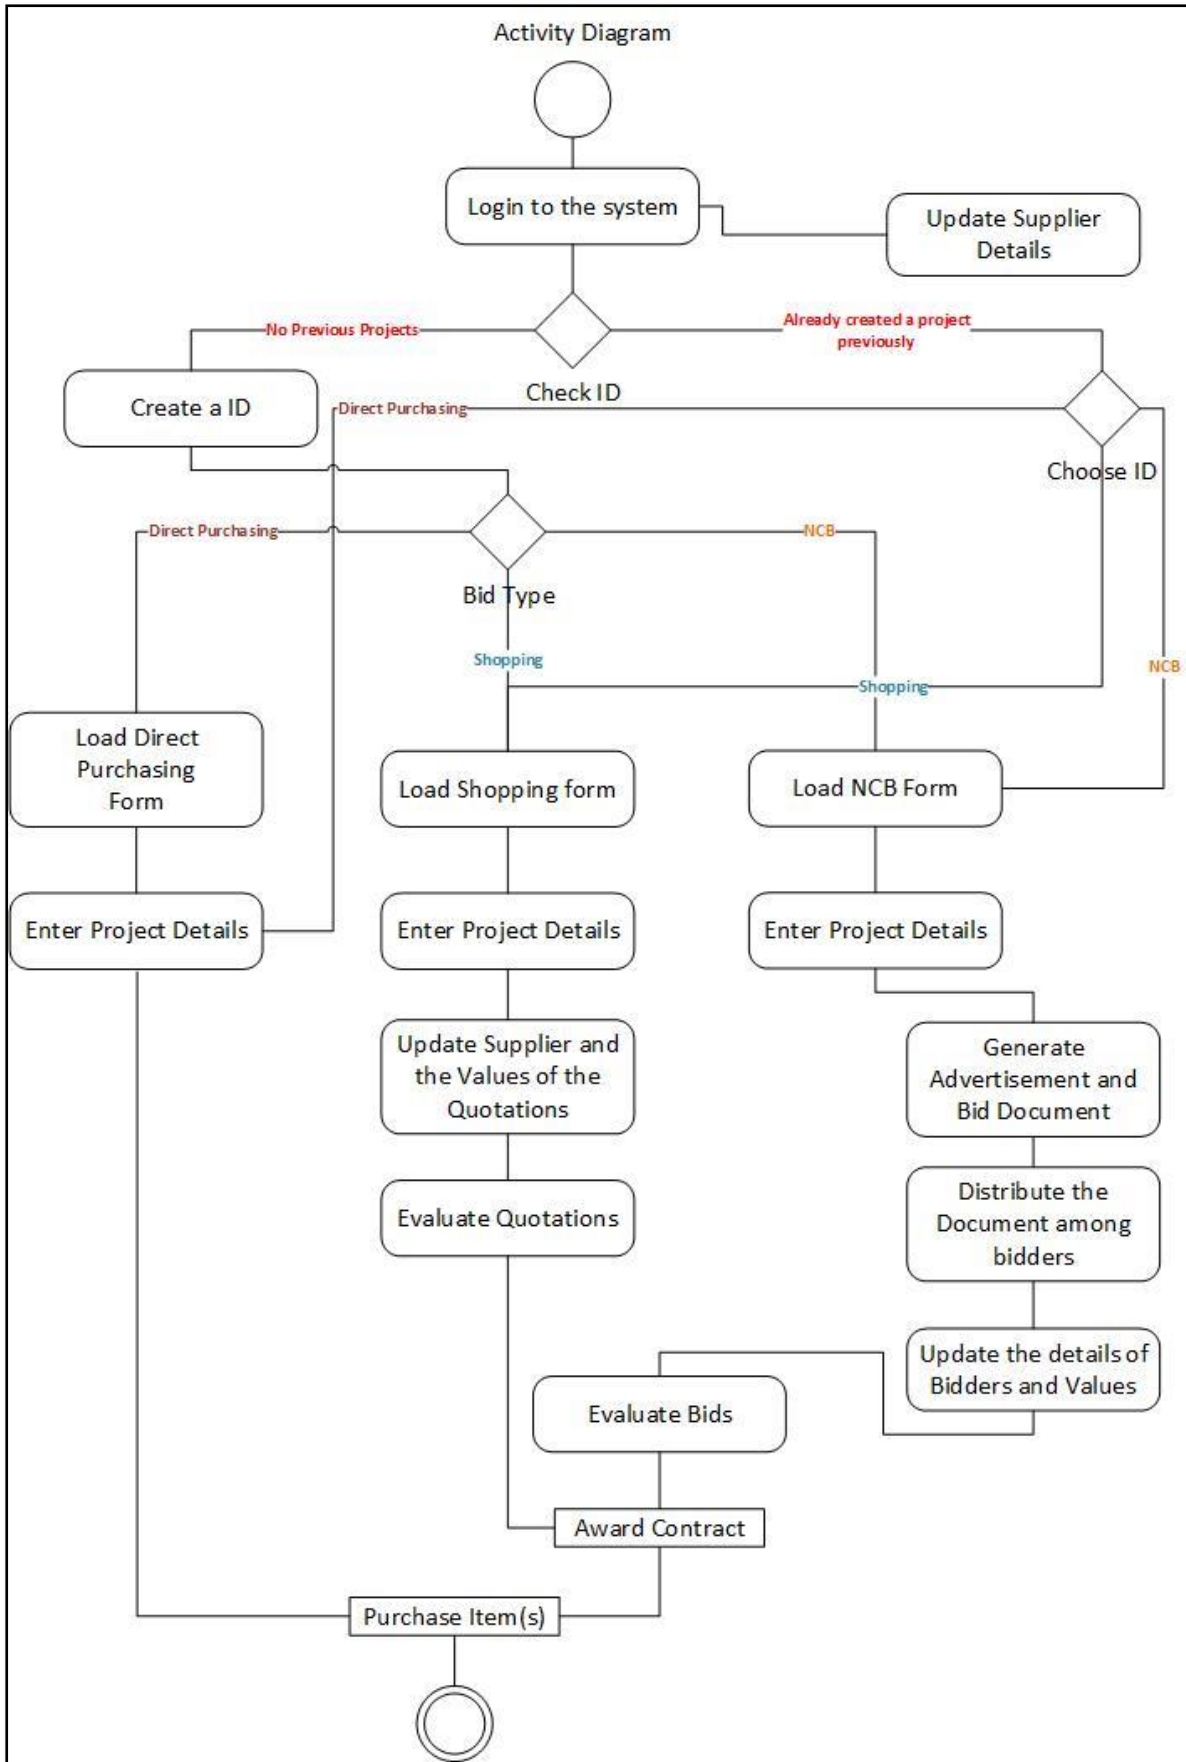 Activity Diagram
Login to the system
Update Supplier
Details
No Previous Projects
Already created a project
previously
Check ID
Create a ID
Direct Purchasing
Choose ID
Direct Purchasing
NCB
Bid Type
Shopping
NCB
Shopping
Load Direct
Purchasing
Form
Load Shopping form
Load NCB Form
Enter Project Details
Enter Project Details
Enter Project Details
Update Supplier and
the Values of the
Quotations
Generate
Advertisement and
Bid Document
Evaluate Quotations
Distribute the
Document among
bidders
Update the details of
Bidders and Values
Evaluate Bids
Award Contract
Purchase Item(s)